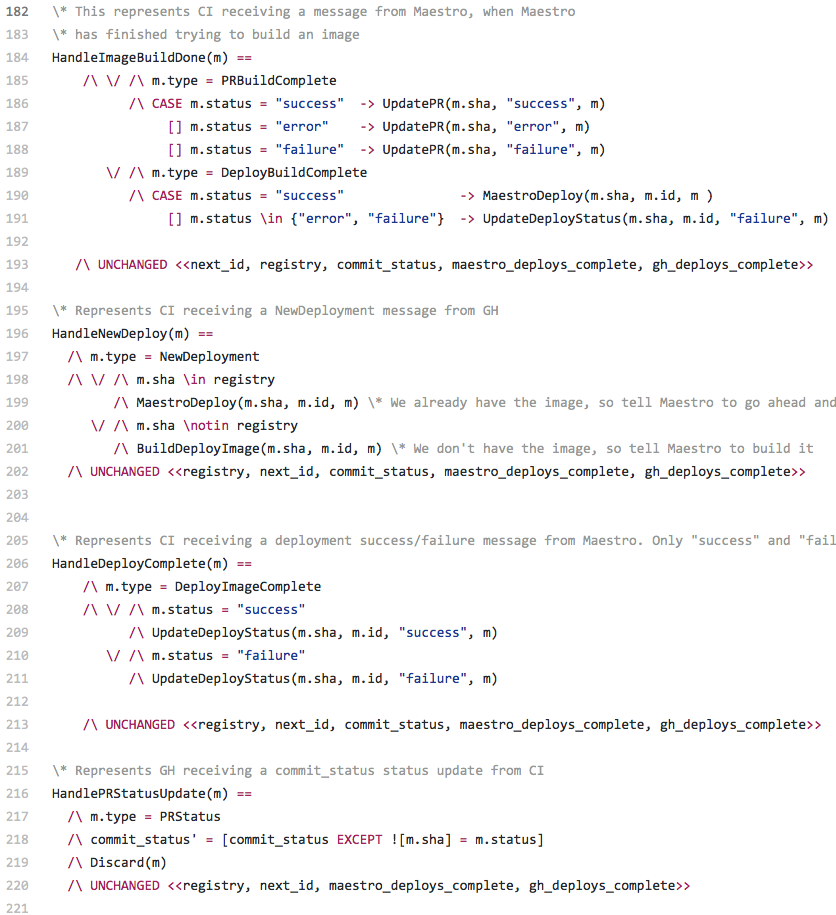 182 \* This represents CI receiving a message from Maestro, when Maestro
183 \* has finished trying to build an image
184 HandleImageBuildDone(m) ==
185 /\ \/ /\ m.type = PRBuildComplete
186 /\ CASE m.status = "success" -> UpdatePR(m.sha, "success", m)
187 [] m.status = "error" -> UpdatePR(m.sha, "error", m)
188 [] m.status = "failure" -> UpdatePR(m.sha, "failure", m)
189 \/ /\ m.type = DeployBuildComplete
190 /\ CASE m.status = "success" -> MaestroDeploy(m.sha, m.id, m )
191 [] m.status \in {"error", "failure"} -> UpdateDeployStatus(m.sha, m.id, "failure", m)
192
193 /\ UNCHANGED <<next_id, registry, commit_status, maestro_deploys_complete, gh_deploys_complete>>
194
195 \* Represents CI receiving a NewDeployment message from GH
196 HandleNewDeploy(m) ==
197 /\ m.type = NewDeployment
198 /\ \/ /\ m.sha \in registry
199 /\ MaestroDeploy(m.sha, m.id, m) \* We already have the image, so tell Maestro to go ahead and
200 \/ /\ m.sha \notin registry
201 /\ BuildDeployImage(m.sha, m.id, m) \* We don't have the image, so tell Maestro to build it
202 /\ UNCHANGED <<registry, next_id, commit_status, maestro_deploys_complete, gh_deploys_complete>>
203
204
205 \* Represents CI receiving a deployment success/failure message from Maestro. Only "success" and "fail
206 HandleDeployComplete(m) ==
207 /\ m.type = DeployImageComplete
208 /\ \/ /\ m.status = "success"
209 /\ UpdateDeployStatus(m.sha, m.id, "success", m)
210 \/ /\ m.status = "failure"
211 /\ UpdateDeployStatus(m.sha, m.id, "failure", m)
212
213 /\ UNCHANGED <<registry, next_id, commit_status, maestro_deploys_complete, gh_deploys_complete>>
214
215 \* Represents GH receiving a commit_status status update from CI
216 HandlePRStatusUpdate(m) ==
217 /\ m.type = PRStatus
218 /\ commit_status' = [commit_status EXCEPT ![m.sha] = m.status]
219 /\ Discard(m)
220 /\ UNCHANGED <<registry, next_id, maestro_deploys_complete, gh_deploys_complete>>
221